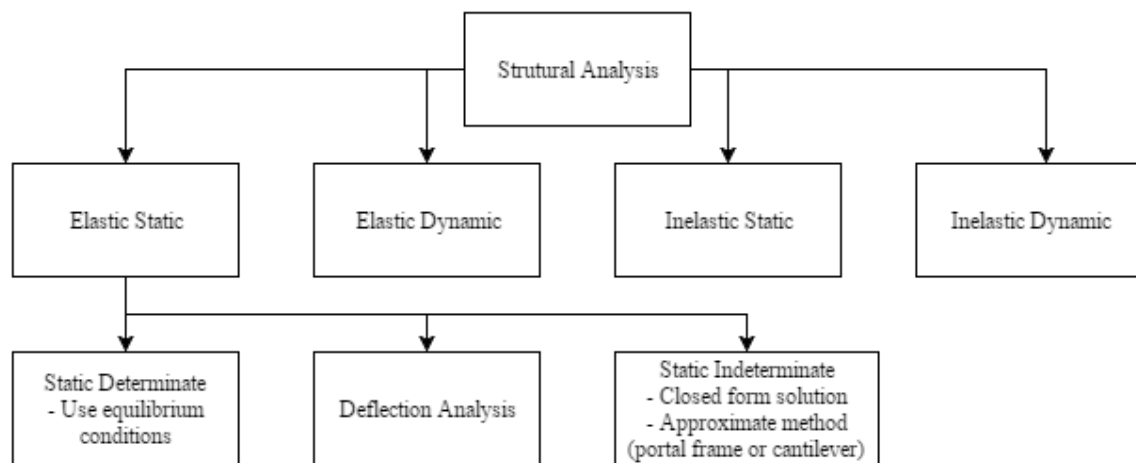 Strutural Analysis
Elastic Static
Elastic Dynamic
Inelastic Static
Inelastic Dynamic
Static Determinate
- Use equilibrium
conditions
Deflection Analysis
Static Indeterminate
- Closed form solution
- Approximate method
(portal frame or cantilever)